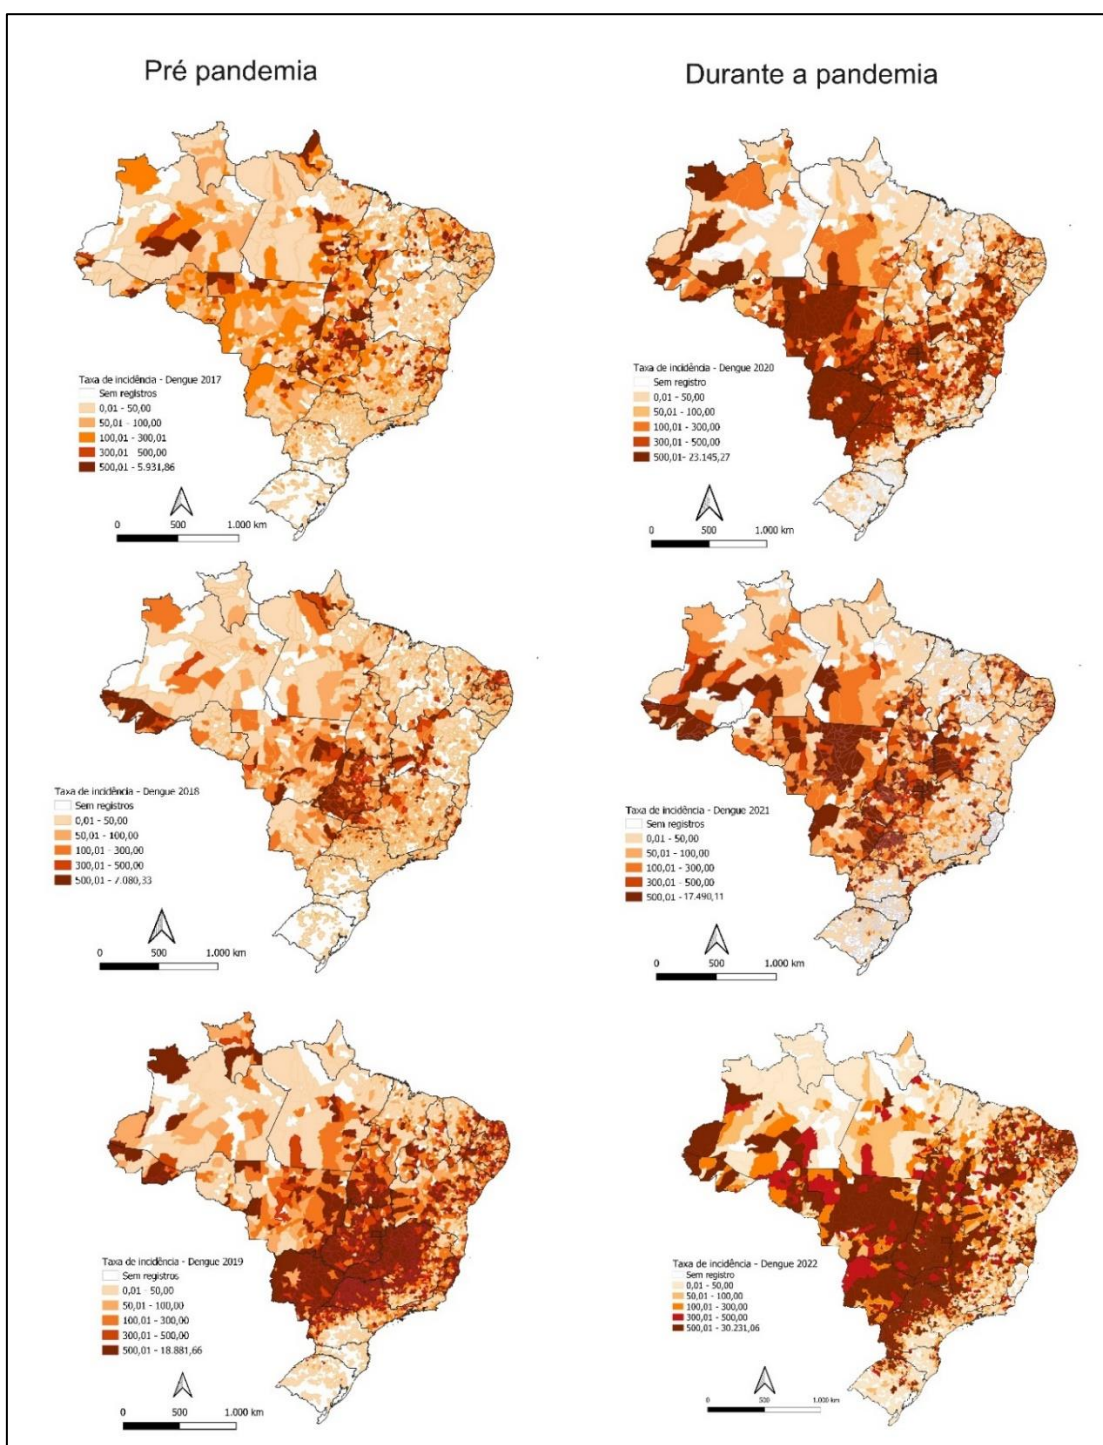 Pré pandemia
Durante a pandemia
Taxa de incidência - Dengue 2017
Sem registros
0,01 - 50,00
50,01 - 100,00
100,01 - 300,01
300,01 - 500,00
500,01 - 5.931,86
0 500 1.000 km
Taxa de incidência - Dengue 2020
Sem registro
0,01 - 50,00
50,01 - 100,00
100,01 - 300,00
300,01 - 500,00
500,01- 23.145,27
0 500 1.000 km
Taxa de incidência - Dengue 2018
Sem registros
0,01 - 50,00
50,01 - 100,00
100,01 - 300,00
300,01 - 500,00
500,01 - 7.080,33
0 500 1.000 km
Taxa de incidência - Dengue 2021
Sem registros
0,01 - 50,00
50,01 - 100,00
100,01 - 300,00
300,01 - 500,00
500,01 - 17.490,11
0 500 1.000 km
Taxa de incidência - Dengue 2019
Sem registros
0,01 - 50,00
50,01 - 100,00
100,01 - 300,00
300,01 - 500,00
500,01 - 18.881,66
0 500 1.000 km
Taxa de incidência - Dengue 2022
Sem registro
0,01 - 50,00
50,01 - 100,00
100,01 - 300,00
300,01 - 500,00
500,01 - 30.231,06
0 500 1.000 km